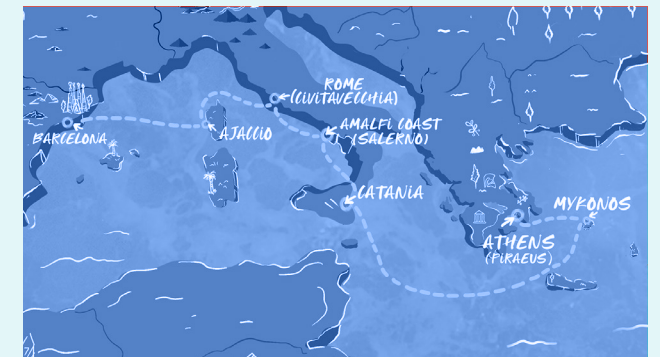 ROME
(CIVITAVECCHIA)
BARCELONA
AJACCIO
AMALFI COAST
(SALERNO)
CATANIA
MYKONOS
ATHENS
(PIRAEUS)